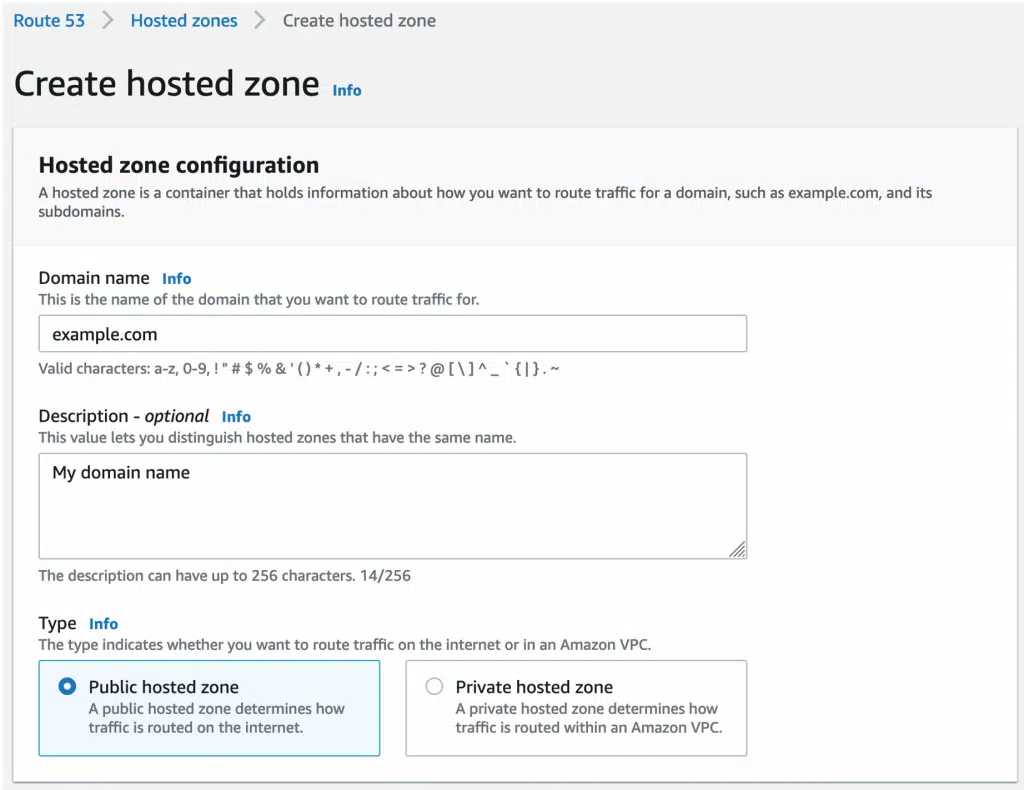 Route 53 > Hosted zones > Create hosted zone
Create hosted zone Info
Hosted zone configuration
A hosted zone is a container that holds information about how you want to route traffic for a domain, such as example.com, and its
subdomains.
Domain name Info
This is the name of the domain that you want to route traffic for.
example.com
Valid characters: a-z, 0-9, ! " # $ % & ' ( ) * + , - / : ; < = > ? @ [ \ ] ^ _ ` { | } . ~
Description - optional Info
This value lets you distinguish hosted zones that have the same name.
My domain name
The description can have up to 256 characters. 14/256
Type Info
The type indicates whether you want to route traffic on the internet or in an Amazon VPC.
Public hosted zone
A public hosted zone determines how
traffic is routed on the internet.
Private hosted zone
A private hosted zone determines how
traffic is routed within an Amazon VPC.